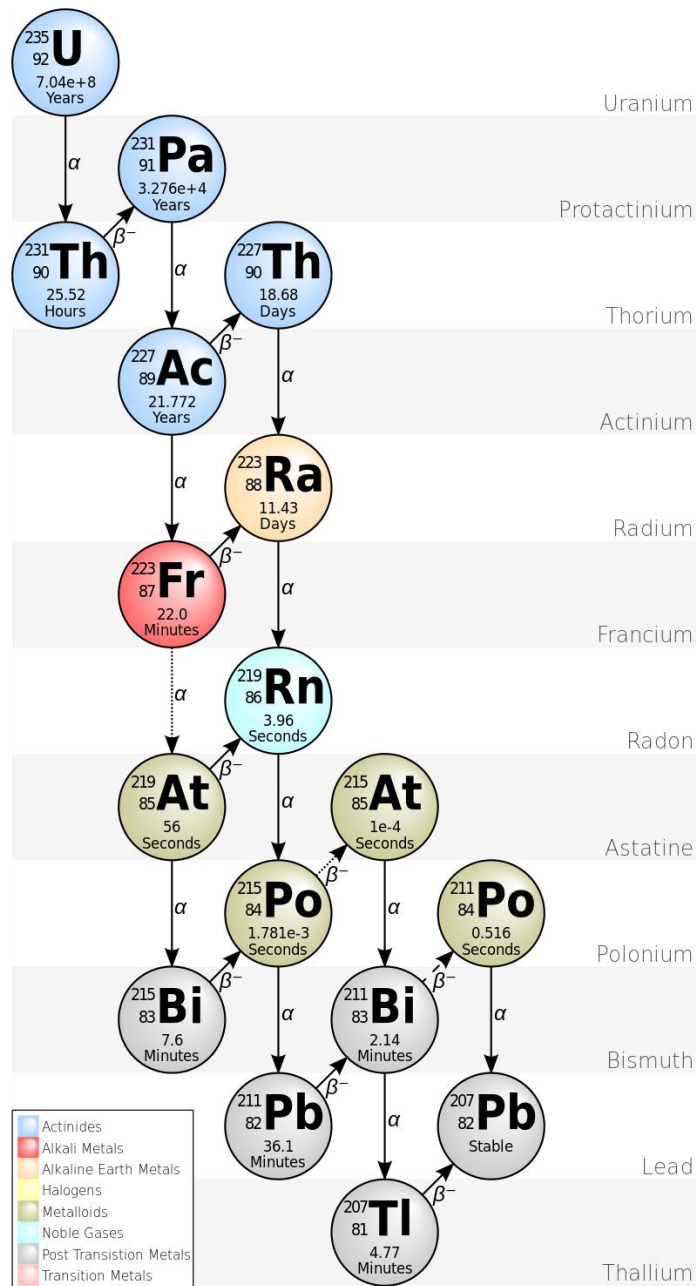 235
92 U
7.04e+8
Years
Uranium
α
231
91 Pa
3.276e+4
Years
Protactinium
231
90 Th
25.52
Hours
β⁻
α
227
90 Th
18.68
Days
Thorium
227
89 Ac
21.772
Years
β⁻
α
Actinium
α
223
88 Ra
11.43
Days
Radium
223
87 Fr
22.0
Minutes
β⁻
α
Francium
α
219
86 Rn
3.96
Seconds
Radon
219
85 At
56
Seconds
β⁻
α
215
85 At
1e-4
Seconds
Astatine
α
215
84 Po
1.781e-3
Seconds
β⁻
α
211
84 Po
0.516
Seconds
Polonium
215
83 Bi
7.6
Minutes
β⁻
α
211
83 Bi
2.14
Minutes
β⁻
α
Bismuth
211
82 Pb
36.1
Minutes
β⁻
α
207
82 Pb
Stable
Lead
207
81 Tl
4.77
Minutes
β⁻
Thallium
Actinides
Alkali Metals
Alkaline Earth Metals
Halogens
Metalloids
Noble Gases
Post Transistion Metals
Transition Metals